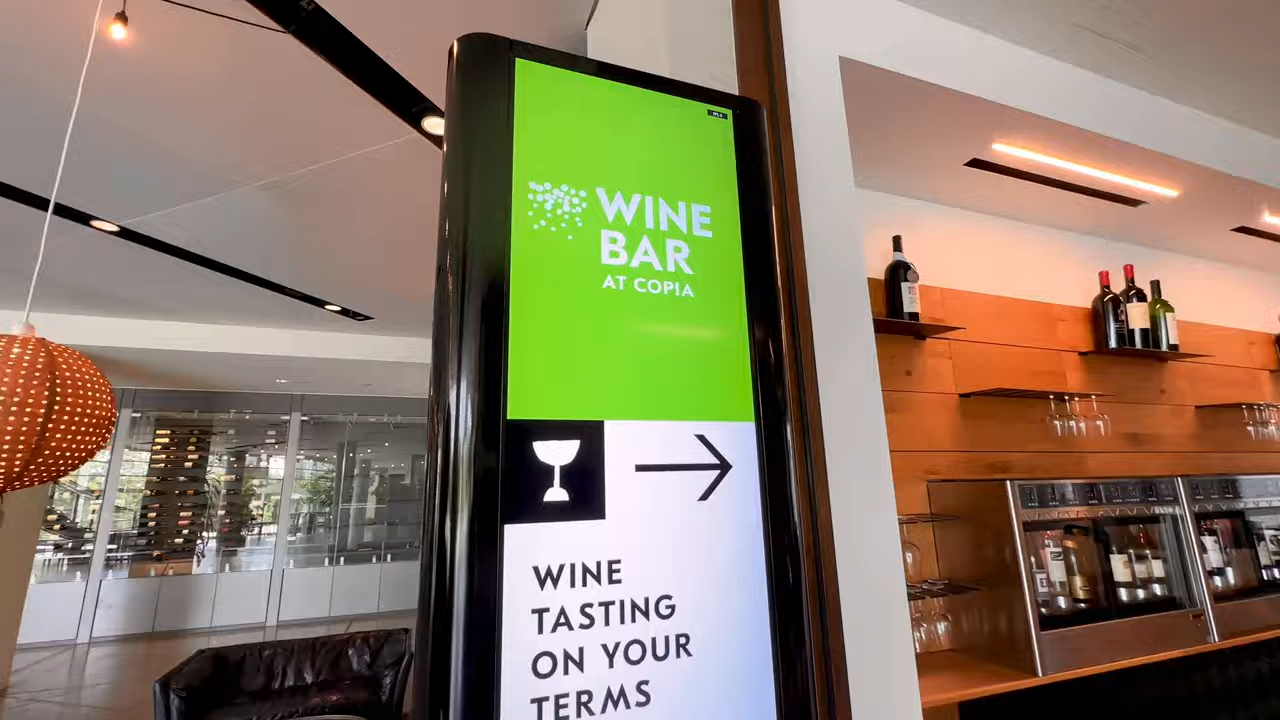 WINE
BAR
AT COPIA
WINE
TASTING
ON YOUR
TERMS